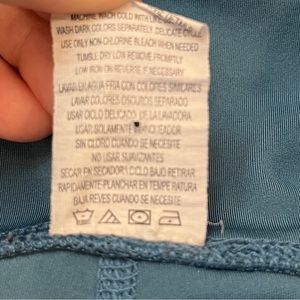 MACHINE WASH COLD WITH LIKE
WASH DARK COLORS SEPARATELY DELICATE CYCLE
USE ONLY NON-CHLORINE BLEACH WHEN NEEDED
TUMBLE DRY LOW REMOVE PROMPTLY
LOW IRON ON REVERSE IF NECESSARY
LAVAR EN AGUA FRIA CON COLORES SIMILARES
LAVAR COLORES OSCUROS SEPARADO
USAR CICLO DELICADO DE LA LAVADORA
USAR SOLAMENTE
SIN CLORO CUANDO SE NECESITE
NO USAR SUAVIZANTES
SECAR EN SECADOR CICLO BAJO RETIRAR
RAPIDAMENTE-PLANCHAR EN TEMPERATURA
BAJA REVES CUANDO SE NECESITE